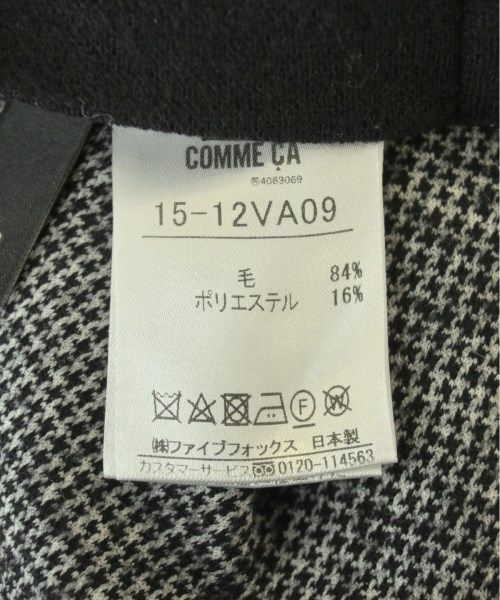 COMME ÇA
Ⓡ4063069
15-12VA09
毛 84%
ポリエステル 16%
F W
㈱ファイブフォックス 日本製
カスタマーサービス 0120-114563